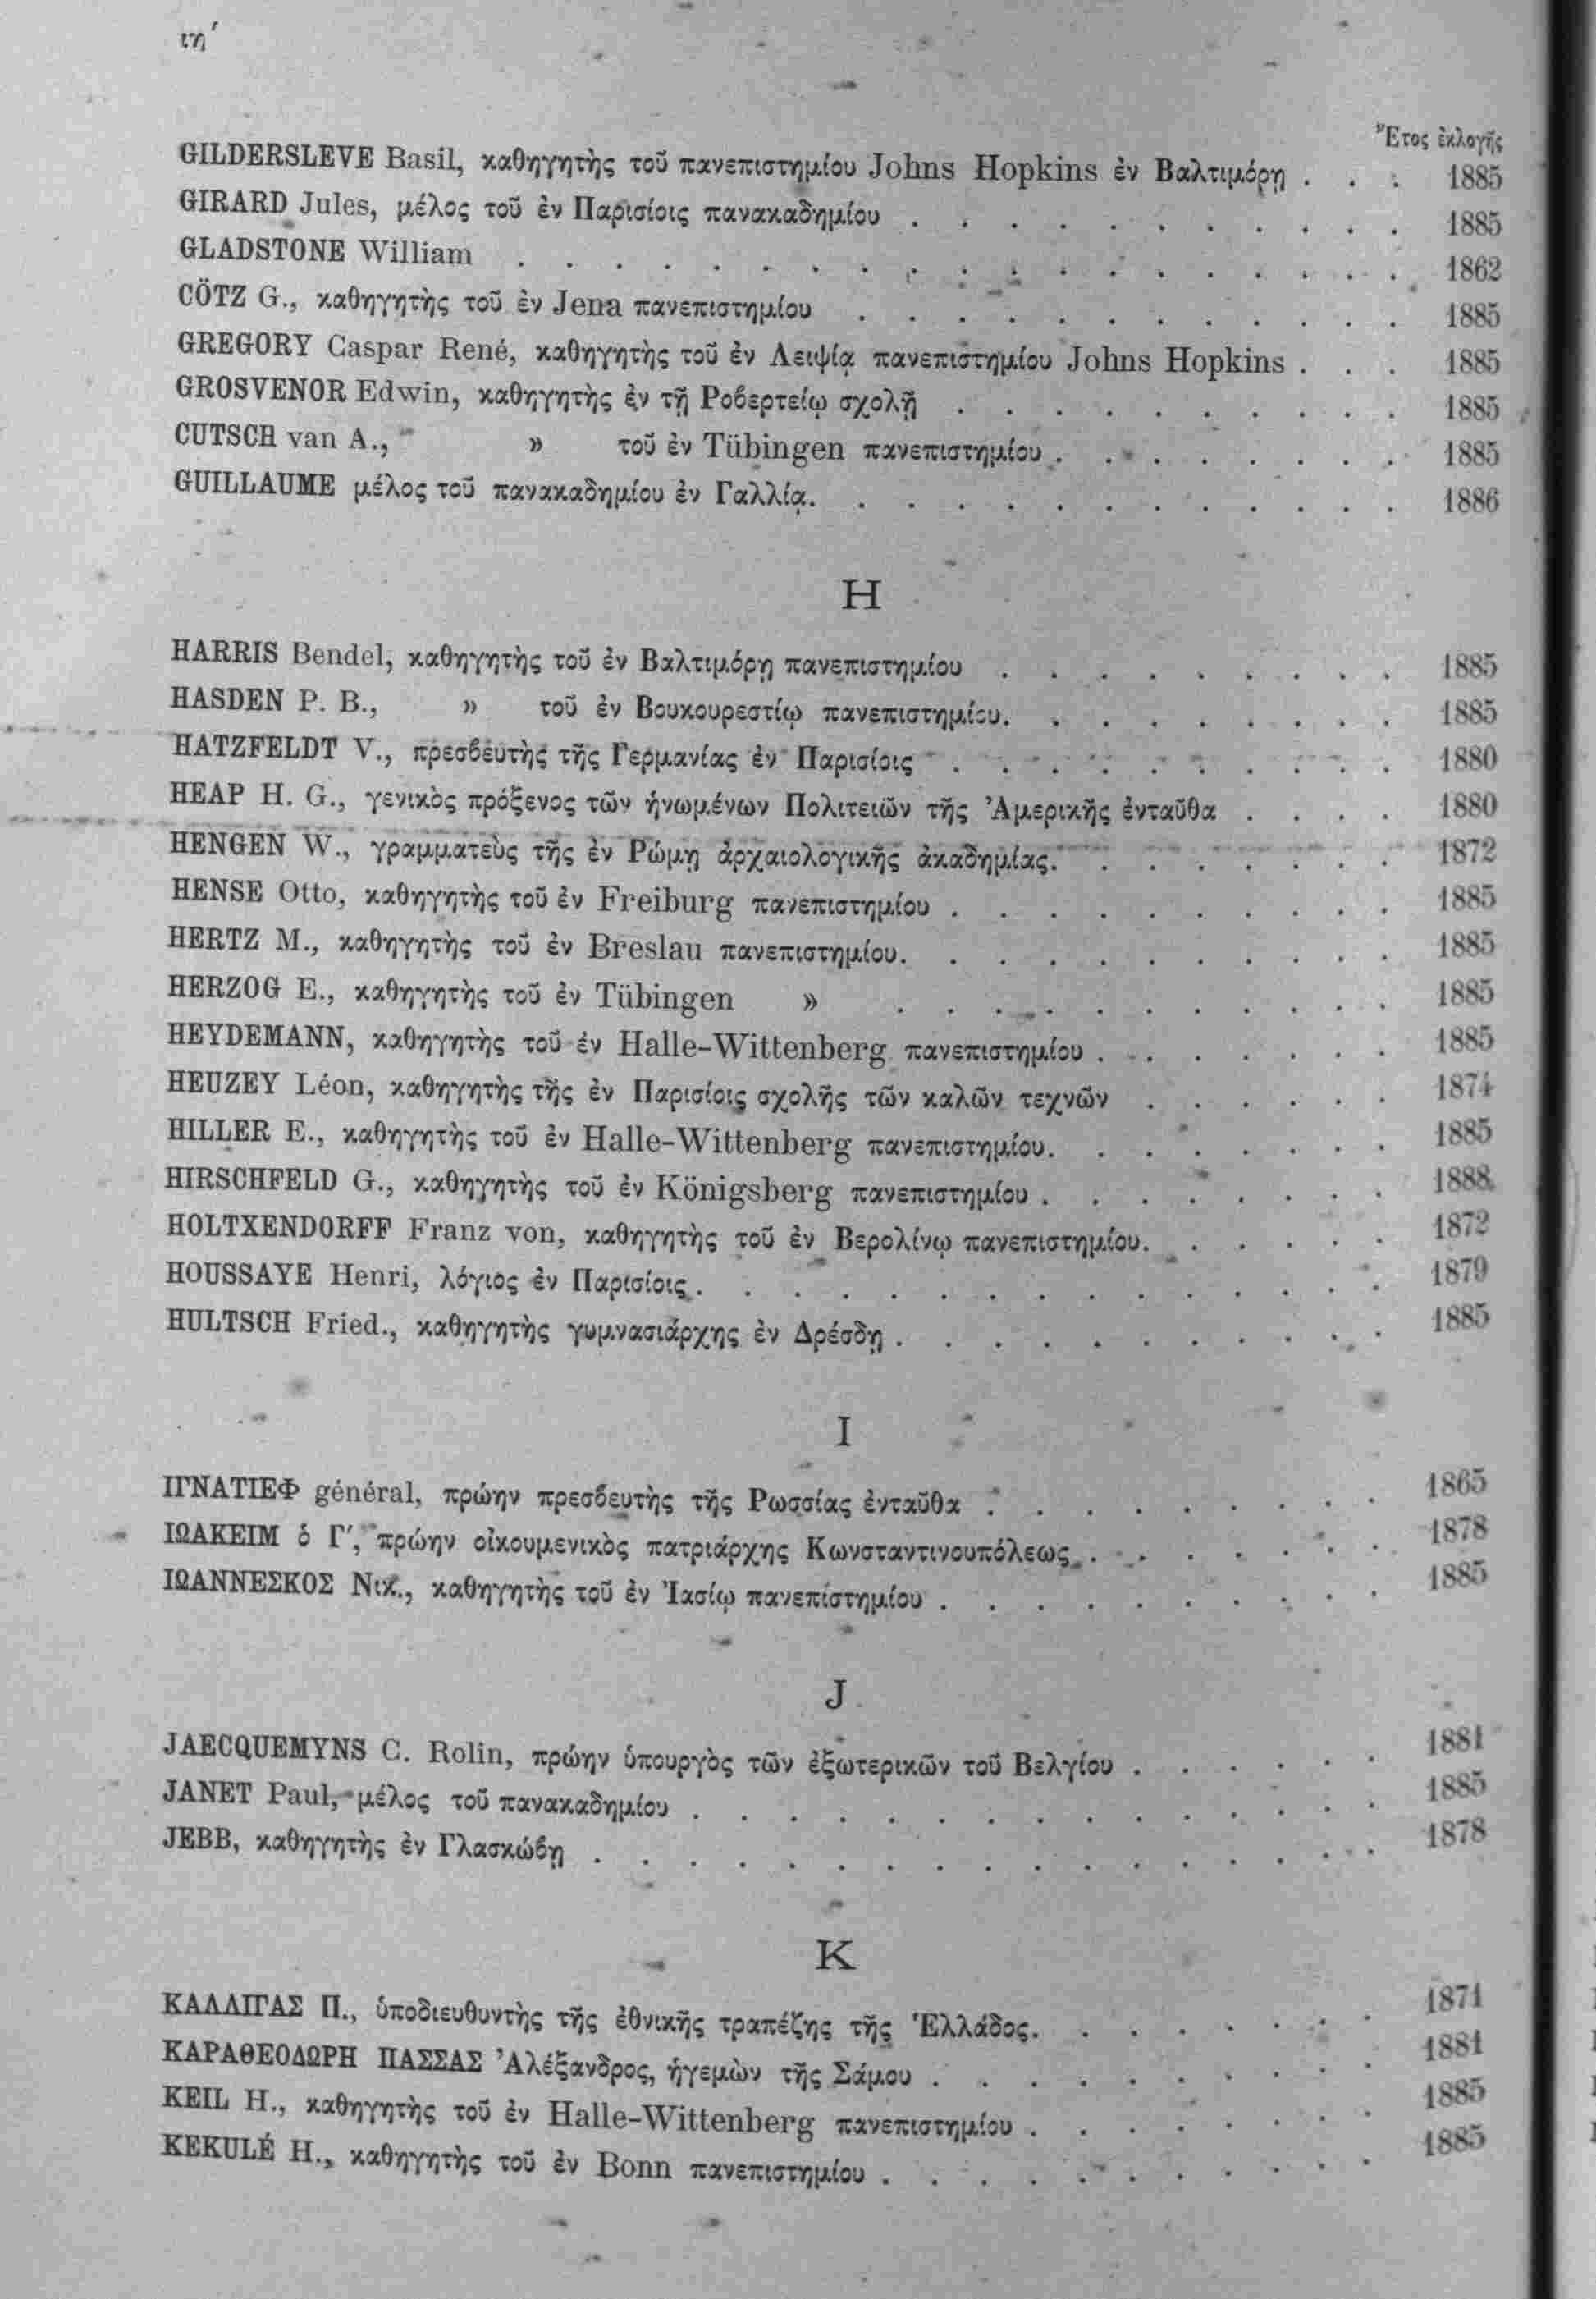 ιη΄
Ἔτος ἐκλογῆς
GILDERSLEVE Basil, καθηγητὴς τοῦ πανεπιστημίου Johns Hopkins ἐν Βαλτιμόρῃ . . . 1885
GIRARD Jules, μέλος τοῦ ἐν Παρισίοις πανακαδημίου . . . . . . . . . . . 1885
GLADSTONE William . . . . . . . . . . . . . . . . . . . 1862
CÖTZ G., καθηγητὴς τοῦ ἐν Jena πανεπιστημίου . . . . . . . . . . . . 1885
GREGORY Caspar René, καθηγητὴς τοῦ ἐν Λειψίᾳ πανεπιστημίου Johns Hopkins . . . 1885
GROSVENOR Edwin, καθηγητὴς ἐν τῇ Ροβερτείῳ σχολῇ . . . . . . . . . . 1885
CUTSCH van A., » τοῦ ἐν Tübingen πανεπιστημίου . . . . . . . . 1885
GUILLAUME μέλος τοῦ πανακαδημίου ἐν Γαλλίᾳ. . . . . . . . . . . . . 1886
H
HARRIS Bendel, καθηγητὴς τοῦ ἐν Βαλτιμόρῃ πανεπιστημίου . . . . . . . . . 1885
HASDEN P. B., » τοῦ ἐν Βουκουρεστίῳ πανεπιστημίου. . . . . . . . . 1885
HATZFELDT V., πρεσβευτὴς τῆς Γερμανίας ἐν Παρισίοις . . . . . . . . . . 1880
HEAP H. G., γενικὸς πρόξενος τῶν ἡνωμένων Πολιτειῶν τῆς Ἀμερικῆς ἐνταῦθα . . . . 1880
HENGEN W., γραμματεὺς τῆς ἐν Ρώμῃ ἀρχαιολογικῆς ἀκαδημίας. . . . . . . . 1872
HENSE Otto, καθηγητὴς τοῦ ἐν Freiburg πανεπιστημίου . . . . . . . . . . 1885
HERTZ M., καθηγητὴς τοῦ ἐν Breslau πανεπιστημίου. . . . . . . . . . . 1885
HERZOG E., καθηγητὴς τοῦ ἐν Tübingen » . . . . . . . . . . . 1885
HEYDEMANN, καθηγητὴς τοῦ ἐν Halle-Wittenberg πανεπιστημίου . . . . . . . 1885
HEUZEY Léon, καθηγητὴς τῆς ἐν Παρισίοις σχολῆς τῶν καλῶν τεχνῶν . . . . . . 1874
HILLER E., καθηγητὴς τοῦ ἐν Halle-Wittenberg πανεπιστημίου. . . . . . . . 1885
HIRSCHFELD G., καθηγητὴς τοῦ ἐν Königsberg πανεπιστημίου . . . . . . . . 1888
HOLTXENDORFF Franz von, καθηγητὴς τοῦ ἐν Βερολίνῳ πανεπιστημίου. . . . . . 1872
HOUSSAYE Henri, λόγιος ἐν Παρισίοις. . . . . . . . . . . . . . . 1879
HULTSCH Fried., καθηγητὴς γυμνασιάρχης ἐν Δρέσδῃ . . . . . . . . . . . 1885
I
ΙΓΝΑΤΙΕΦ général, πρώην πρεσβευτὴς τῆς Ρωσσίας ἐνταῦθα . . . . . . . . . 1865
ΙΩΑΚΕΙΜ ὁ Γ΄, πρώην οἰκουμενικὸς πατριάρχης Κωνσταντινουπόλεως . . . . . . . 1878
ΙΩΑΝΝΕΣΚΟΣ Νικ., καθηγητὴς τοῦ ἐν Ἰασίῳ πανεπιστημίου . . . . . . . . . . 1885
J
JAECQUEMYNS C. Rolin, πρώην ὑπουργὸς τῶν ἐξωτερικῶν τοῦ Βελγίου . . . . . . 1881
JANET Paul, μέλος τοῦ πανακαδημίου . . . . . . . . . . . . . . . 1885
JEBB, καθηγητὴς ἐν Γλασκώβῃ . . . . . . . . . . . . . . . . . 1878
K
ΚΑΛΛΙΓΑΣ Π., ὑποδιευθυντὴς τῆς ἐθνικῆς τραπέζης τῆς Ἑλλάδος. . . . . . . . 1871
ΚΑΡΑΘΕΟΔΩΡΗ ΠΑΣΣΑΣ Ἀλέξανδρος, ἡγεμὼν τῆς Σάμου . . . . . . . . . . 1881
KEIL H., καθηγητὴς τοῦ ἐν Halle-Wittenberg πανεπιστημίου . . . . . . . . 1885
KEKULÉ H., καθηγητὴς τοῦ ἐν Bonn πανεπιστημίου . . . . . . . . . . . 1885